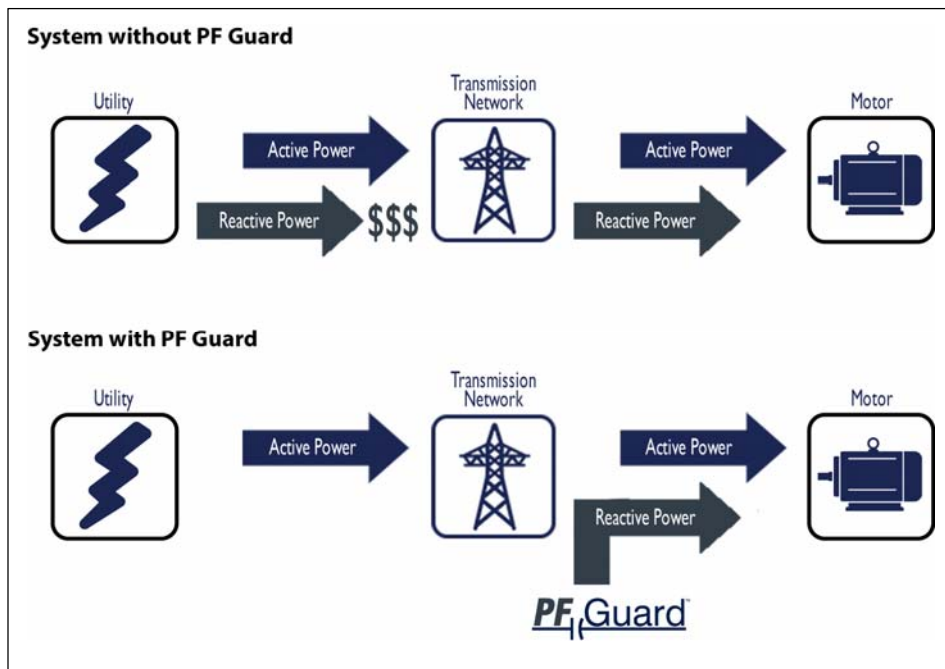 System without PF Guard
Utility
Transmission
Network
Motor
Active Power
Active Power
Reactive Power
$$$
Reactive Power
System with PF Guard
Utility
Transmission
Network
Motor
Active Power
Active Power
Reactive Power
PF Guard™